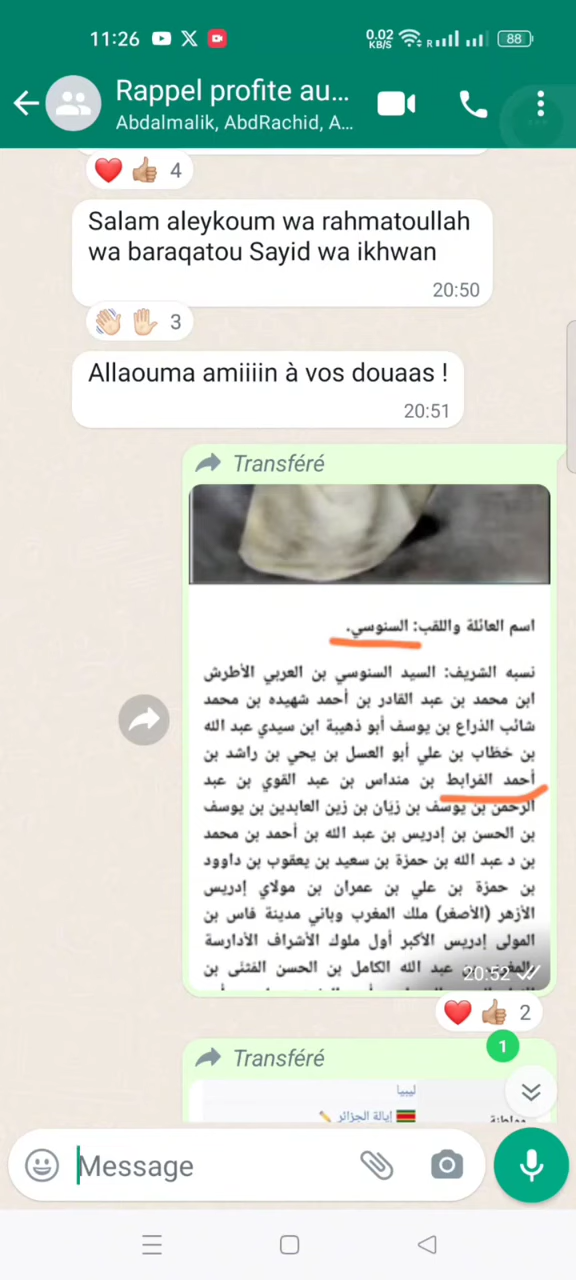 11:26
0.02
KB/S
R
88
Rappel profite au...
Abdalmalik, AbdRachid, A...
4
Salam aleykoum wa rahmatoullah
wa baraqatou Sayid wa ikhwan
20:50
3
Allaouma amiiiin à vos douaas !
20:51
Transféré
اسم العائلة واللقب: السنوسي.
نسبه الشريف: السيد السنوسي بن العربي الأطرش
ابن محمد بن عبد القادر بن أحمد شهيده بن محمد
شائب الذراع بن يوسف أبو ذهيبة ابن سيدي عبد الله
بن خطّاب بن علي أبو العسل بن يحي بن راشد بن
أحمد المُرابط بن منداس بن عبد القوي بن عبد
الرحمن بن يوسف بن زيّان بن زين العابدين بن يوسف
بن الحسن بن إدريس بن عبد الله بن أحمد بن محمد
بن د عبد الله بن حمزة بن سعيد بن يعقوب بن داوود
بن حمزة بن علي بن عمران بن مولاي إدريس
الأزهر (الأصغر) ملك المغرب وباني مدينة فاس بن
المولى إدريس الأكبر أول ملوك الأشراف الأدارسة
عبد الله الكامل بن الحسن المثنى بن
20:52
2
1
Transféré
ليبيا
إيالة الجزائر
Message